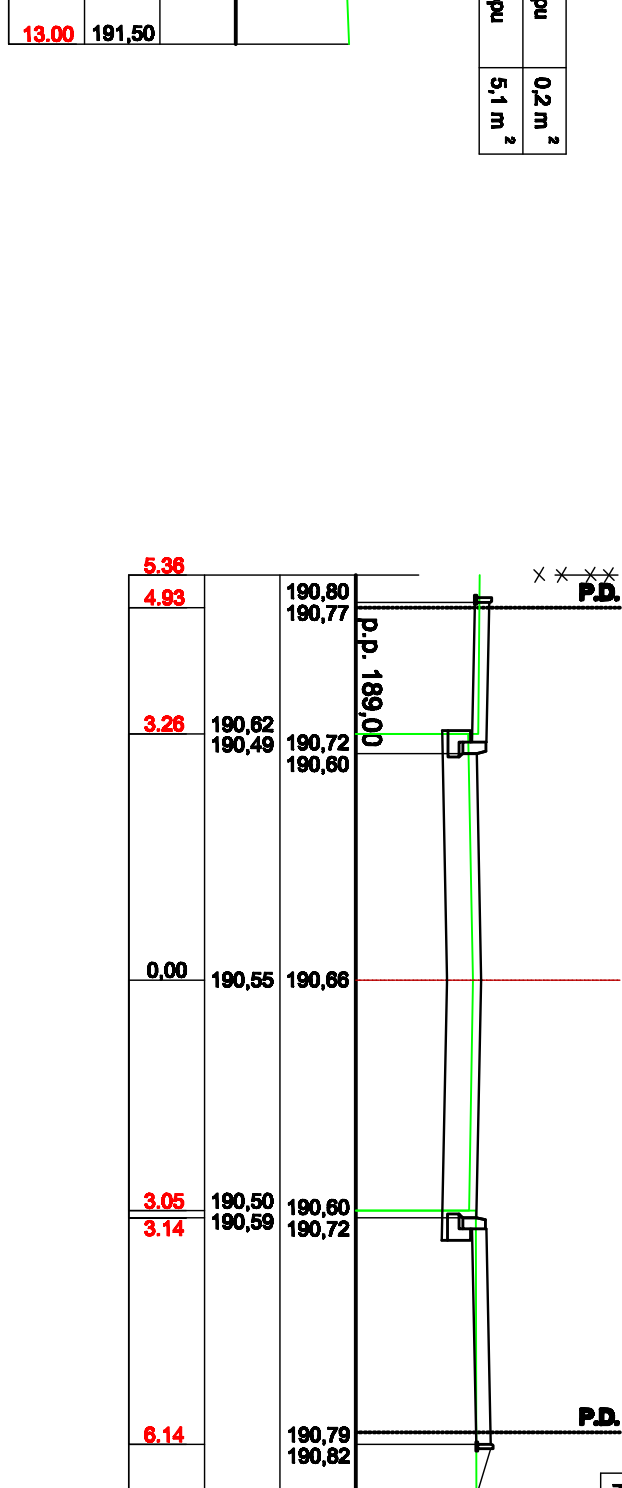 13.00 191,50
pu 0,2 m ²
pu 5,1 m ²
5.36
4.93 190,80
190,77
P.D.
p.p. 189,00
3.26 190,62 190,72
190,49 190,60
0,00 190,55 190,66
3.05 190,50 190,60
3.14 190,59 190,72
P.D.
6.14 190,79
190,82